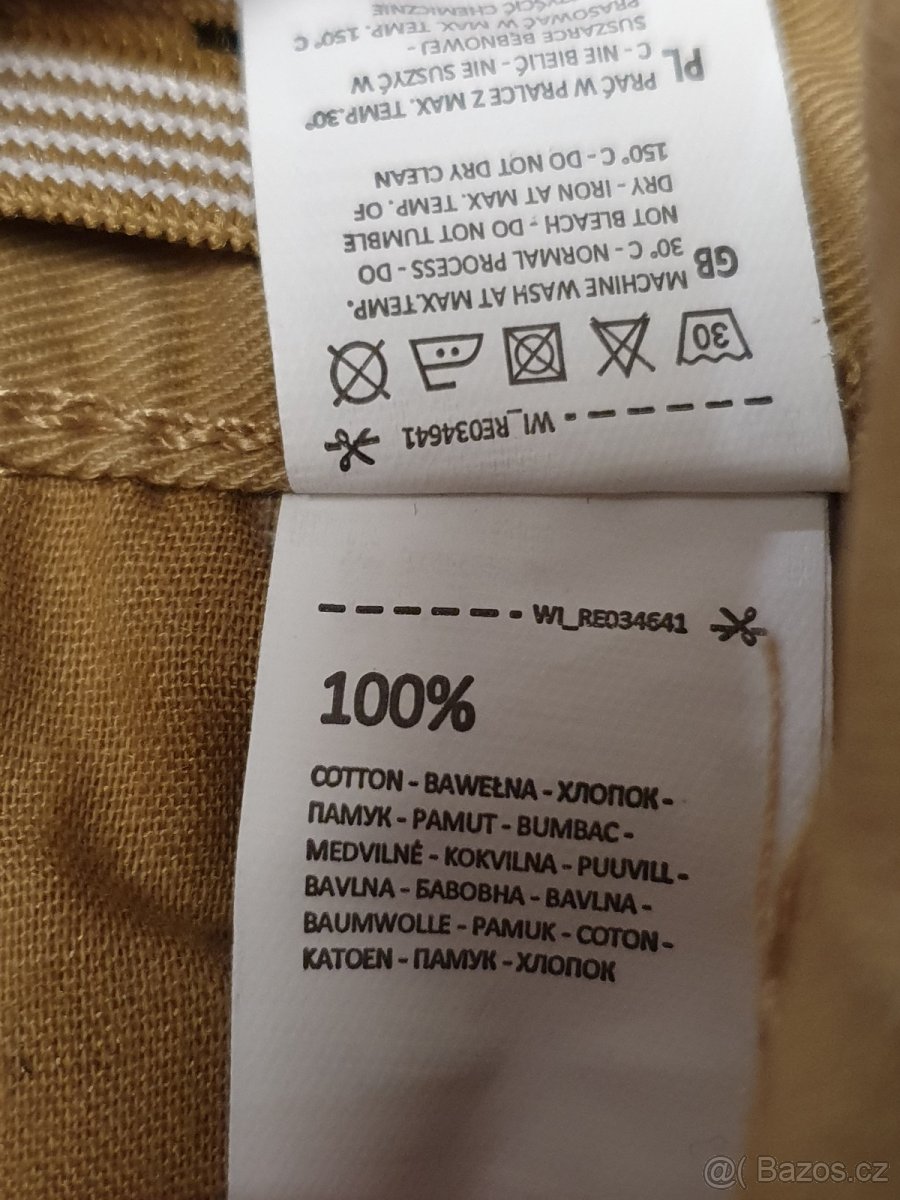 WI_RE034641
30
GB MACHINE WASH AT MAX.TEMP.
30° C - NORMAL PROCESS - DO
NOT BLEACH - DO NOT TUMBLE
DRY - IRON AT MAX. TEMP. OF
150° C - DO NOT DRY CLEAN
PL PRAĆ W PRALCE Z MAX. TEMP.30°
C - NIE BIELIĆ - NIE SUSZYĆ W
SUSZARCE BĘBNOWEJ -
PRASOWAĆ W MAX. TEMP. 150° C
CHEMICZNIE
WI_RE034641
100%
COTTON - BAWEŁNA - ХЛОПОК -
ПАМУК - PAMUT - BUMBAC -
MEDVILNĖ - KOKVILNA - PUUVILL -
BAVLNA - БАВОВНА - BAVLNA -
BAUMWOLLE - PAMUK - COTON -
KATOEN - ПАМУК - ХЛОПОК
@( Bazos.cz